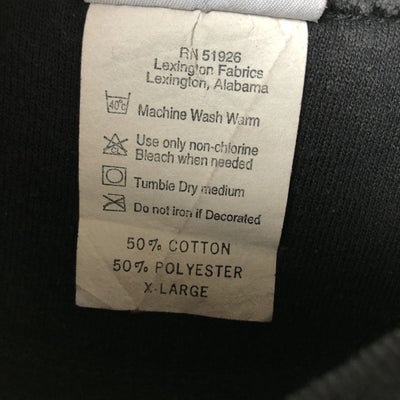 RN 51926
Lexington Fabrics
Lexington, Alabama
40°c Machine Wash Warm
Use only non-chlorine
Bleach when needed
Tumble Dry medium
Do not iron if Decorated
50% COTTON
50% POLYESTER
X-LARGE